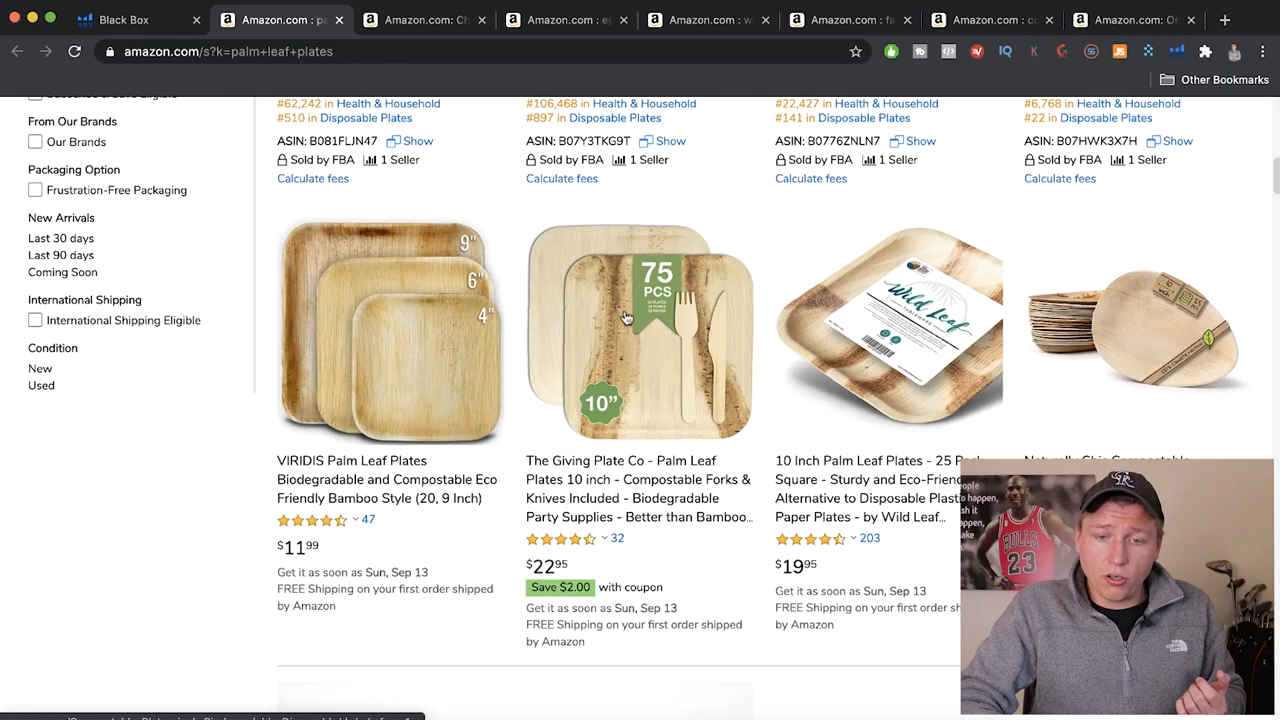 Black Box
Amazon.com : pa
Amazon.com: Ch
Amazon.com : ep
Amazon.com : wi
Amazon.com : fa
Amazon.com : co
Amazon.com: On
amazon.com/s?k=palm+leaf+plates
Other Bookmarks
From Our Brands
Our Brands
Packaging Option
Frustration-Free Packaging
New Arrivals
Last 30 days
Last 90 days
Coming Soon
International Shipping
International Shipping Eligible
Condition
New
Used
#62,242 in Health & Household
#510 in Disposable Plates
ASIN: B081FLJN47 Show
Sold by FBA 1 Seller
Calculate fees
#106,468 in Health & Household
#897 in Disposable Plates
ASIN: B07Y3TKG9T Show
Sold by FBA 1 Seller
Calculate fees
#22,427 in Health & Household
#141 in Disposable Plates
ASIN: B0776ZNLN7 Show
Sold by FBA 1 Seller
Calculate fees
#6,768 in Health & Household
#22 in Disposable Plates
ASIN: B07HWK3X7H Show
Sold by FBA 1 Seller
Calculate fees
9"
6"
4"
75
PCS
10"
Wild Leaf
VIRIDIS Palm Leaf Plates
Biodegradable and Compostable Eco
Friendly Bamboo Style (20, 9 Inch)
47
$11.99
Get it as soon as Sun, Sep 13
FREE Shipping on your first order shipped
by Amazon
The Giving Plate Co - Palm Leaf
Plates 10 inch - Compostable Forks &
Knives Included - Biodegradable
Party Supplies - Better than Bamboo...
32
$22.95
Save $2.00 with coupon
Get it as soon as Sun, Sep 13
FREE Shipping on your first order shipped
by Amazon
10 Inch Palm Leaf Plates - 25 Pack
Square - Sturdy and Eco-Friend
Alternative to Disposable Plast
Paper Plates - by Wild Leaf...
203
$19.95
Get it as soon as Sun, Sep 13
FREE Shipping on your first o
by Amazon
BULLS
23